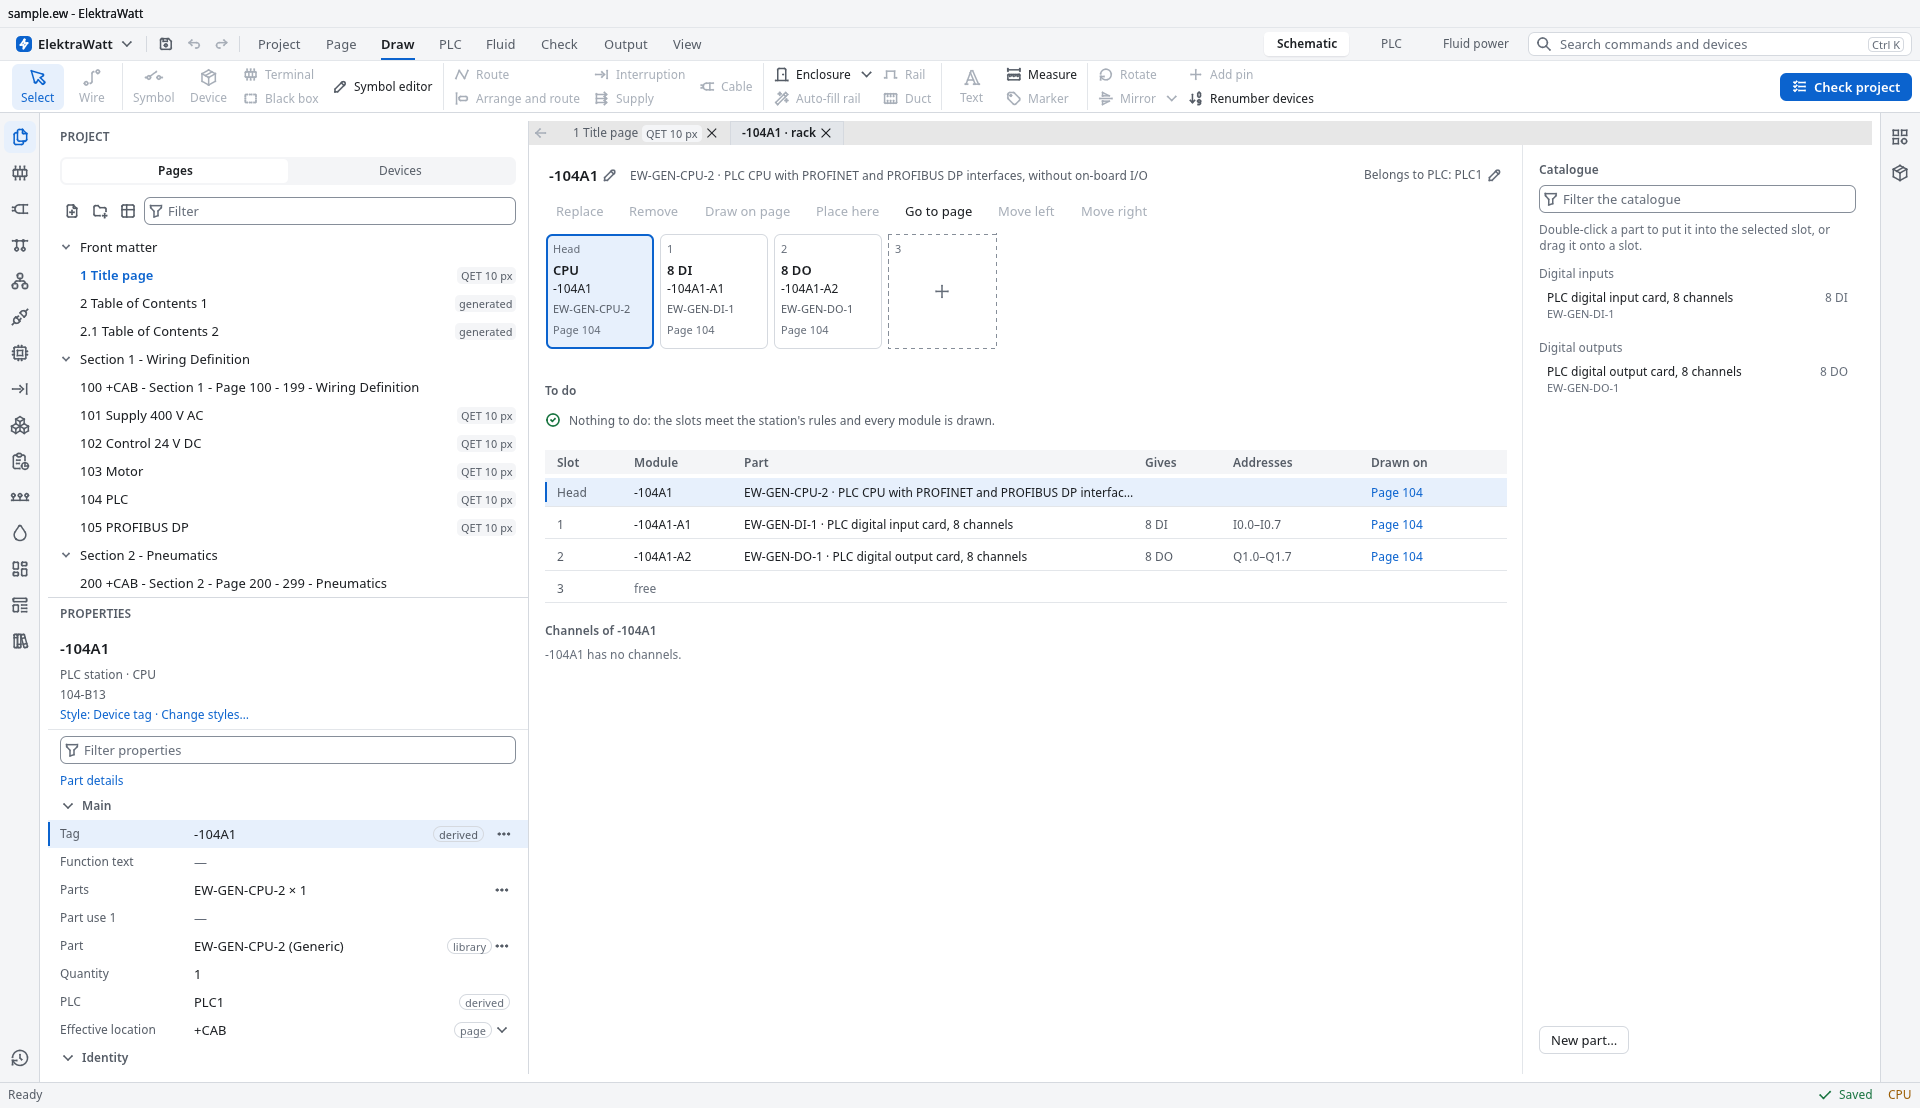 sample.ew - ElektraWatt
ElektraWatt Project Page Draw PLC Fluid Check Output View Schematic PLC Fluid power Search commands and devices Ctrl K
Select Wire Symbol Device Terminal Black box Symbol editor Route Arrange and route Interruption Supply Cable Enclosure Auto-fill rail Rail Duct Text Measure Marker Rotate Mirror Add pin Renumber devices Check project
PROJECT
Pages Devices
Filter
Front matter
1 Title page QET 10 px
2 Table of Contents 1 generated
2.1 Table of Contents 2 generated
Section 1 - Wiring Definition
100 +CAB - Section 1 - Page 100 - 199 - Wiring Definition
101 Supply 400 V AC QET 10 px
102 Control 24 V DC QET 10 px
103 Motor QET 10 px
104 PLC QET 10 px
105 PROFIBUS DP QET 10 px
Section 2 - Pneumatics
200 +CAB - Section 2 - Page 200 - 299 - Pneumatics
PROPERTIES
-104A1
PLC station · CPU
104-B13
Style: Device tag · Change styles...
Filter properties
Part details
Main
Tag -104A1 derived
Function text —
Parts EW-GEN-CPU-2 × 1
Part use 1 —
Part EW-GEN-CPU-2 (Generic) library
Quantity 1
PLC PLC1 derived
Effective location +CAB page
Identity
1 Title page QET 10 px -104A1 · rack
-104A1 EW-GEN-CPU-2 · PLC CPU with PROFINET and PROFIBUS DP interfaces, without on-board I/O Belongs to PLC: PLC1
Replace Remove Draw on page Place here Go to page Move left Move right
Head 1 2 3
CPU 8 DI 8 DO
-104A1 -104A1-A1 -104A1-A2
EW-GEN-CPU-2 EW-GEN-DI-1 EW-GEN-DO-1
Page 104 Page 104 Page 104
To do
Nothing to do: the slots meet the station's rules and every module is drawn.
Slot Module Part Gives Addresses Drawn on
Head -104A1 EW-GEN-CPU-2 · PLC CPU with PROFINET and PROFIBUS DP interfac... Page 104
1 -104A1-A1 EW-GEN-DI-1 · PLC digital input card, 8 channels 8 DI I0.0–I0.7 Page 104
2 -104A1-A2 EW-GEN-DO-1 · PLC digital output card, 8 channels 8 DO Q1.0–Q1.7 Page 104
3 free
Channels of -104A1
-104A1 has no channels.
Catalogue
Filter the catalogue
Double-click a part to put it into the selected slot, or
drag it onto a slot.
Digital inputs
PLC digital input card, 8 channels 8 DI
EW-GEN-DI-1
Digital outputs
PLC digital output card, 8 channels 8 DO
EW-GEN-DO-1
New part...
Ready Saved CPU